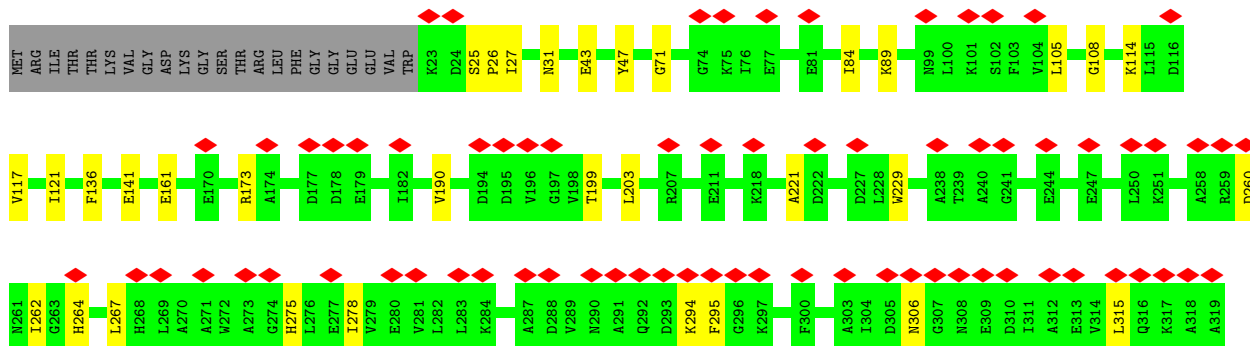 MET ARG ILE THR THR LYS VAL GLY ASP LYS GLY SER THR ARG LEU PHE GLY GLY GLU GLU VAL TRP K23 D24 S25 P26 I27 N31 E43 Y47 G71 G74 K75 I76 E77 E81 I84 K89 N99 L100 K101 S102 F103 V104 L105 G108 K114 L115 D116
V117 I121 F136 E141 E161 E170 R173 A174 D177 D178 E179 I182 V190 D194 D195 V196 G197 V198 T199 L203 R207 E211 K218 A221 D222 D227 L228 W229 A238 T239 A240 G241 E244 E247 L250 K251 A258 R259 D260
N261 I262 G263 H264 L267 H268 L269 A270 A271 W272 A273 G274 H275 L276 E277 I278 V279 E280 V281 L282 L283 K284 A287 D288 V289 N290 A291 Q292 D293 K294 F295 G296 K297 F300 A303 I304 D305 N306 G307 N308 E309 D310 I311 A312 E313 V314 L315 Q316 K317 A318 A319